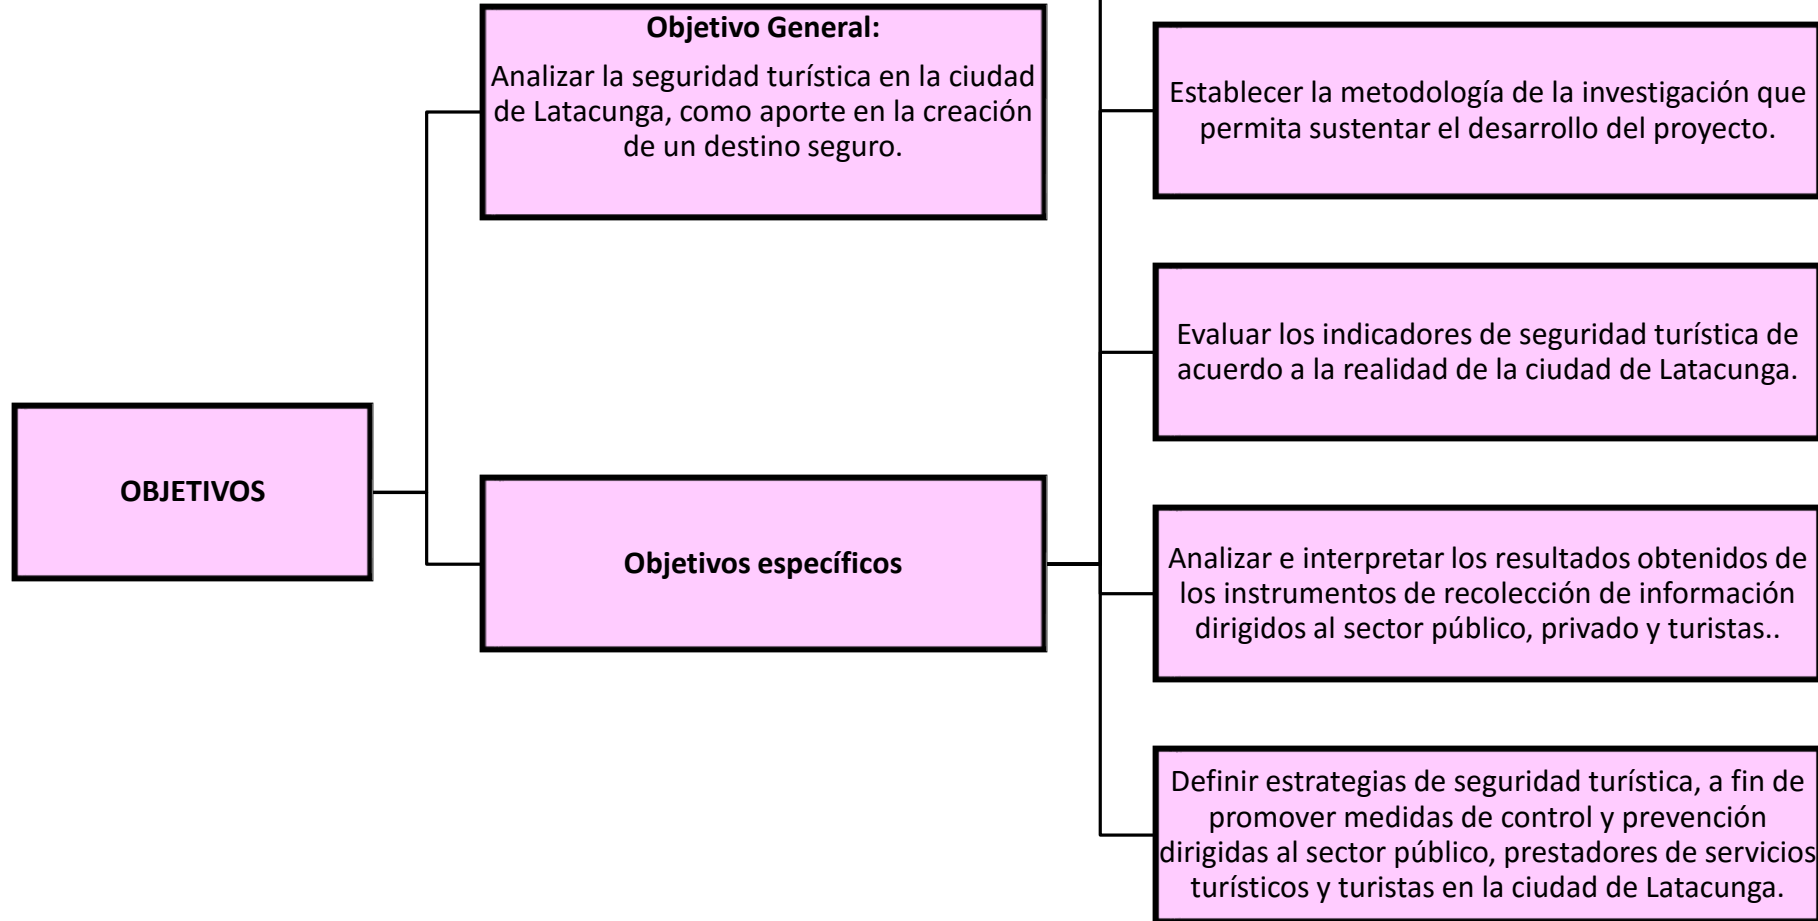 OBJETIVOS
Objetivo General:
Analizar la seguridad turística en la ciudad
de Latacunga, como aporte en la creación
de un destino seguro.
Objetivos específicos
Establecer la metodología de la investigación que
permita sustentar el desarrollo del proyecto.
Evaluar los indicadores de seguridad turística de
acuerdo a la realidad de la ciudad de Latacunga.
Analizar e interpretar los resultados obtenidos de
los instrumentos de recolección de información
dirigidos al sector público, privado y turistas..
Definir estrategias de seguridad turística, a fin de
promover medidas de control y prevención
dirigidas al sector público, prestadores de servicios
turísticos y turistas en la ciudad de Latacunga.